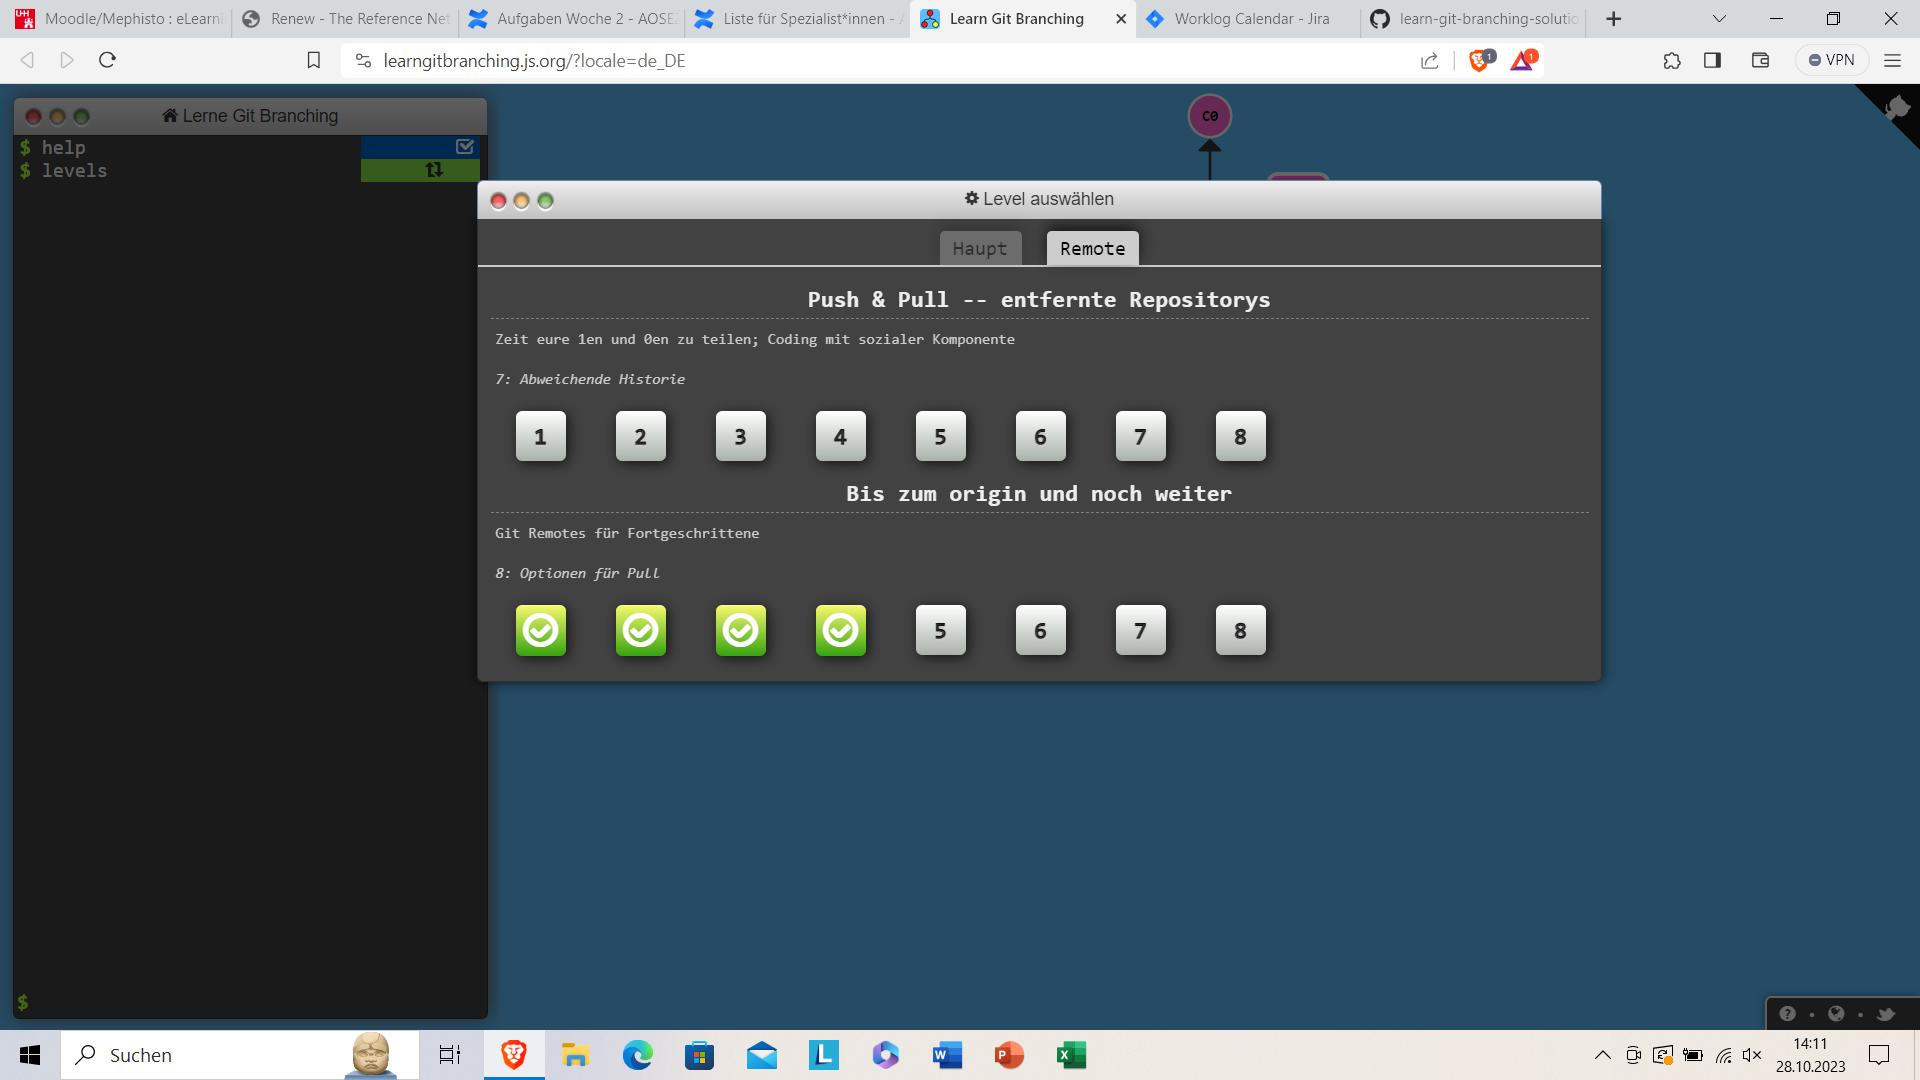 Moodle/Mephisto : eLearni
Renew - The Reference Net
Aufgaben Woche 2 - AOSE
Liste für Spezialist*innen - A
Learn Git Branching
Worklog Calendar - Jira
learn-git-branching-solutio
learngitbranching.js.org/?locale=de_DE
1
1
VPN
Lerne Git Branching
$ help
$ levels
C0
Level auswählen
Haupt
Remote
Push & Pull -- entfernte Repositorys
Zeit eure 1en und 0en zu teilen; Coding mit sozialer Komponente
7: Abweichende Historie
1 2 3 4 5 6 7 8
Bis zum origin und noch weiter
Git Remotes für Fortgeschrittene
8: Optionen für Pull
5 6 7 8
$
?
Suchen
L
W
P
X
14:11
28.10.2023